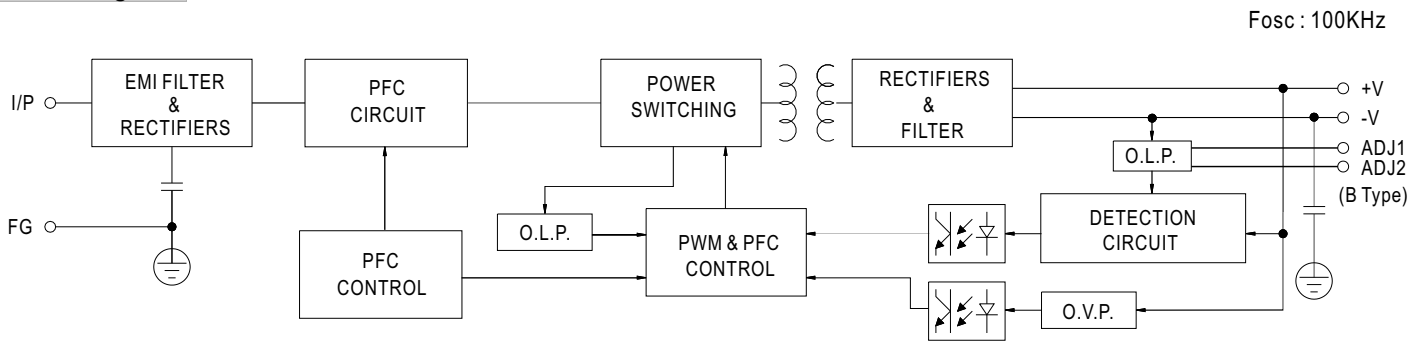 Fosc : 100KHz
I/P
EMI FILTER
&
RECTIFIERS
PFC
CIRCUIT
POWER
SWITCHING
RECTIFIERS
&
FILTER
+V
-V
O.L.P.
ADJ1
ADJ2
(B Type)
FG
O.L.P.
PFC
CONTROL
PWM & PFC
CONTROL
DETECTION
CIRCUIT
O.V.P.